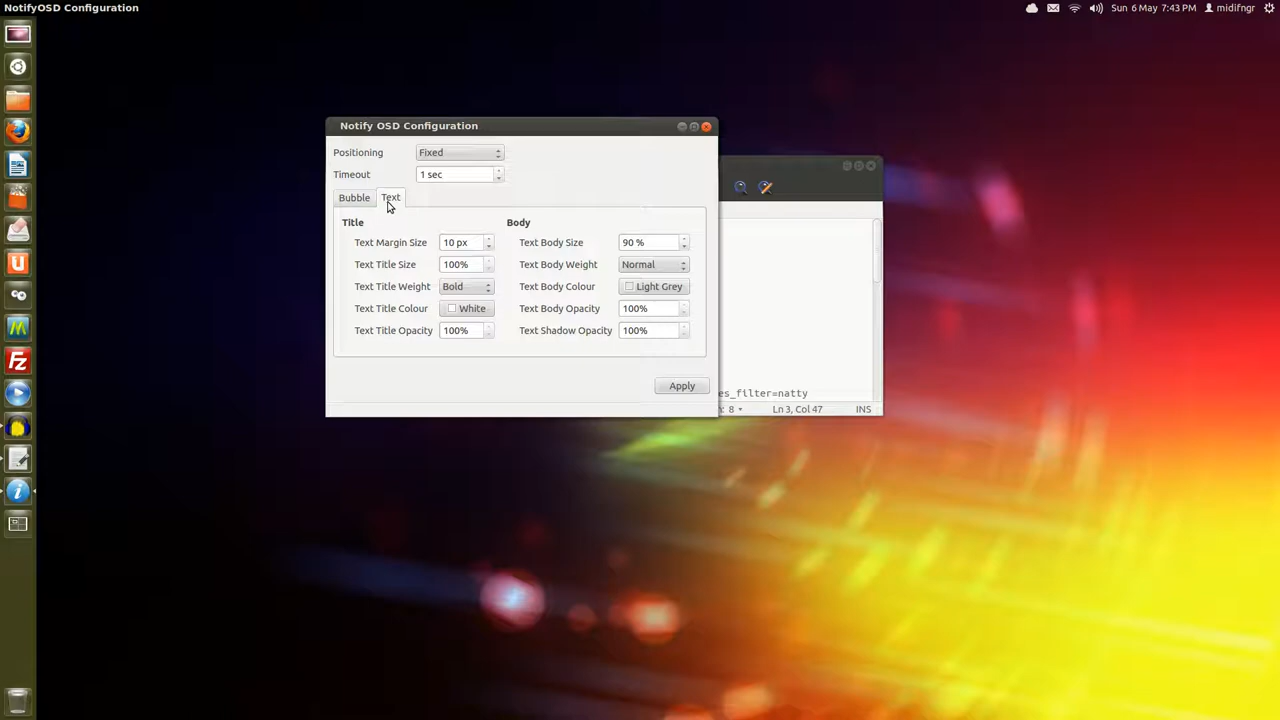 NotifyOSD Configuration
Sun 6 May 7:43 PM
midifngr
Notify OSD Configuration
Positioning
Fixed
Timeout
1 sec
Bubble
Text
Title
Body
Text Margin Size
10 px
Text Body Size
90 %
Text Title Size
100%
Text Body Weight
Normal
Text Title Weight
Bold
Text Body Colour
Light Grey
Text Title Colour
White
Text Body Opacity
100%
Text Title Opacity
100%
Text Shadow Opacity
100%
Apply
es_filter=natty
8
Ln 3, Col 47
INS